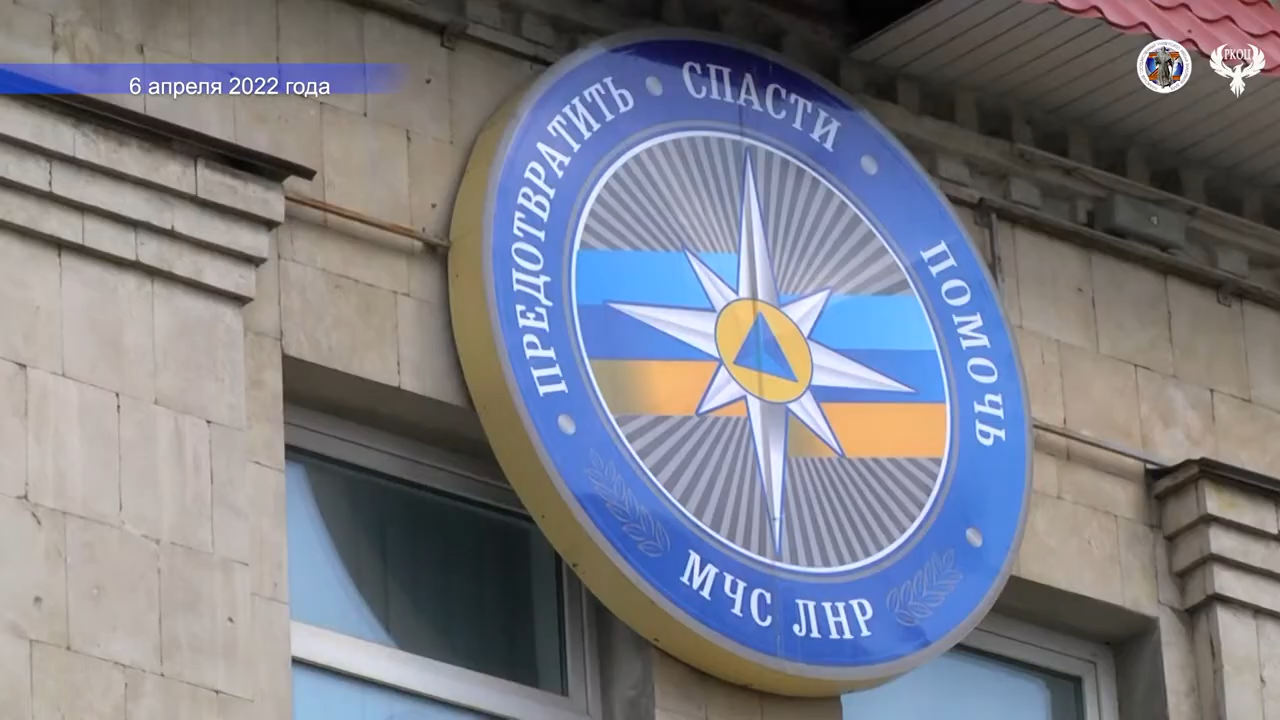 6 апреля 2022 года
РКОЦ
ПРЕДОТВРАТИТЬ • СПАСТИ • ПОМОЧЬ
МЧС ЛНР